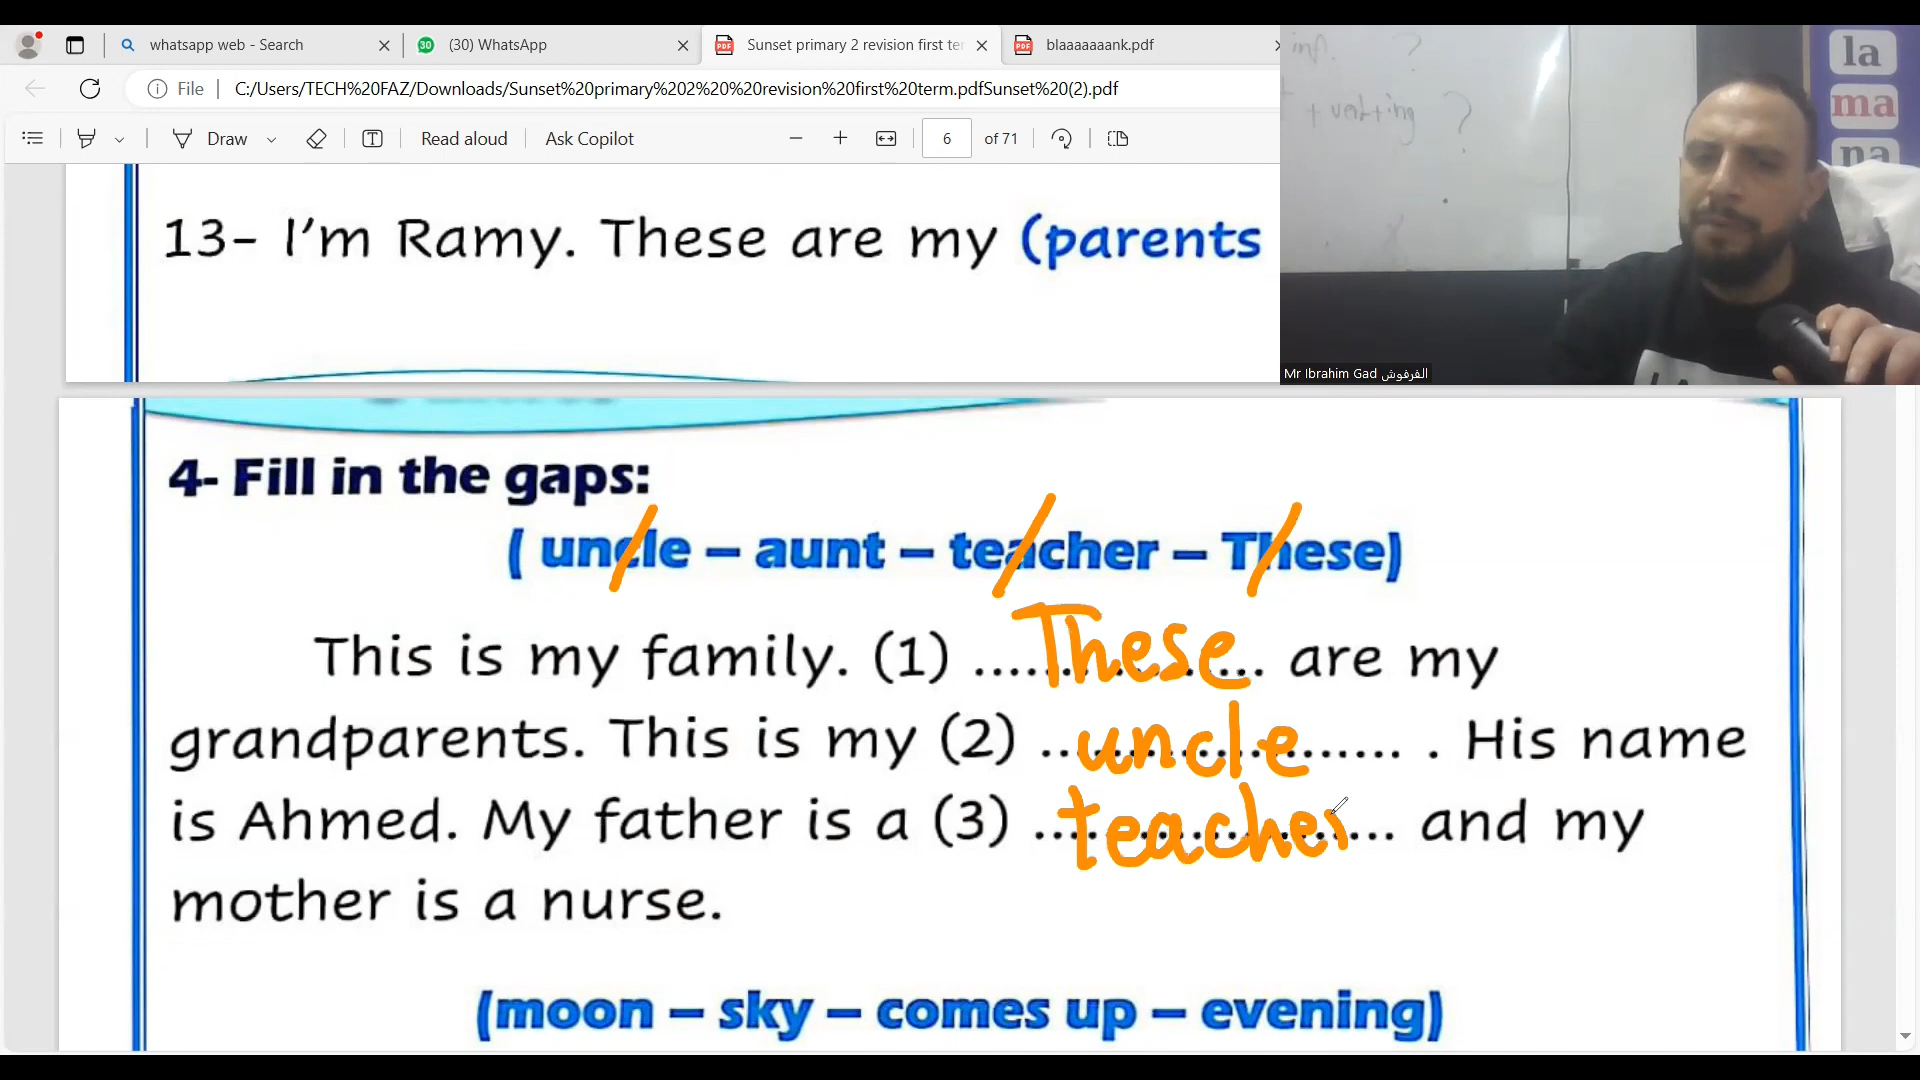 whatsapp web - Search
(30) WhatsApp
Sunset primary 2 revision first te
blaaaaaaank.pdf
File
C:/Users/TECH%20FAZ/Downloads/Sunset%20primary%202%20%20revision%20first%20term.pdfSunset%20(2).pdf
Draw
Read aloud
Ask Copilot
6 of 71
la
ma
na
+ verb+ing ?
Mr Ibrahim Gad الفرفوش
13- I'm Ramy. These are my (parents
4- Fill in the gaps:
( uncle – aunt – teacher – These)
This is my family. (1) .................... These are my
grandparents. This is my (2) ........................ uncle . His name
is Ahmed. My father is a (3) ........................ teacher and my
mother is a nurse.
(moon – sky – comes up – evening)